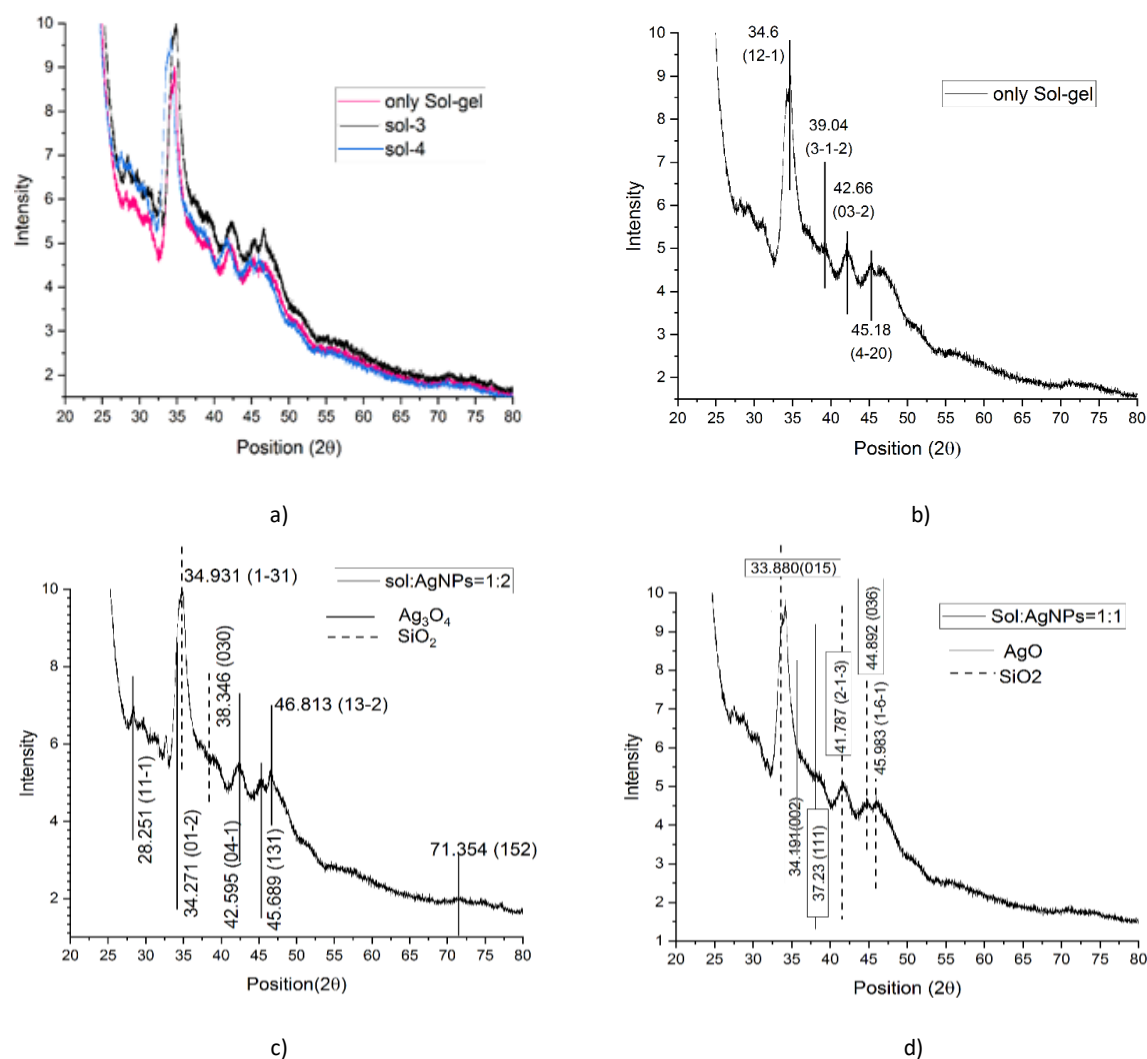 10
9
8
7
6
5
4
3
2
Intensity
only Sol-gel
sol-3
sol-4
20 25 30 35 40 45 50 55 60 65 70 75 80
Position (2θ)
a)
10
9
8
7
6
5
4
3
2
Intensity
34.6
(12-1)
39.04
(3-1-2)
42.66
(03-2)
45.18
(4-20)
only Sol-gel
20 25 30 35 40 45 50 55 60 65 70 75 80
Position (2θ)
b)
10
8
6
4
2
Intensity
34.931 (1-31)
sol:AgNPs=1:2
Ag₃O₄
SiO₂
38.346 (030)
46.813 (13-2)
28.251 (11-1)
34.271 (01-2)
42.595 (04-1)
45.689 (131)
71.354 (152)
20 25 30 35 40 45 50 55 60 65 70 75 80
Position(2θ)
c)
10
9
8
7
6
5
4
3
2
1
Intensity
33.880(015)
34.191(002)
37.23 (111)
41.787 (2-1-3)
44.892 (036)
45.983 (1-6-1)
Sol:AgNPs=1:1
AgO
SiO2
20 25 30 35 40 45 50 55 60 65 70 75 80
Position (2θ)
d)